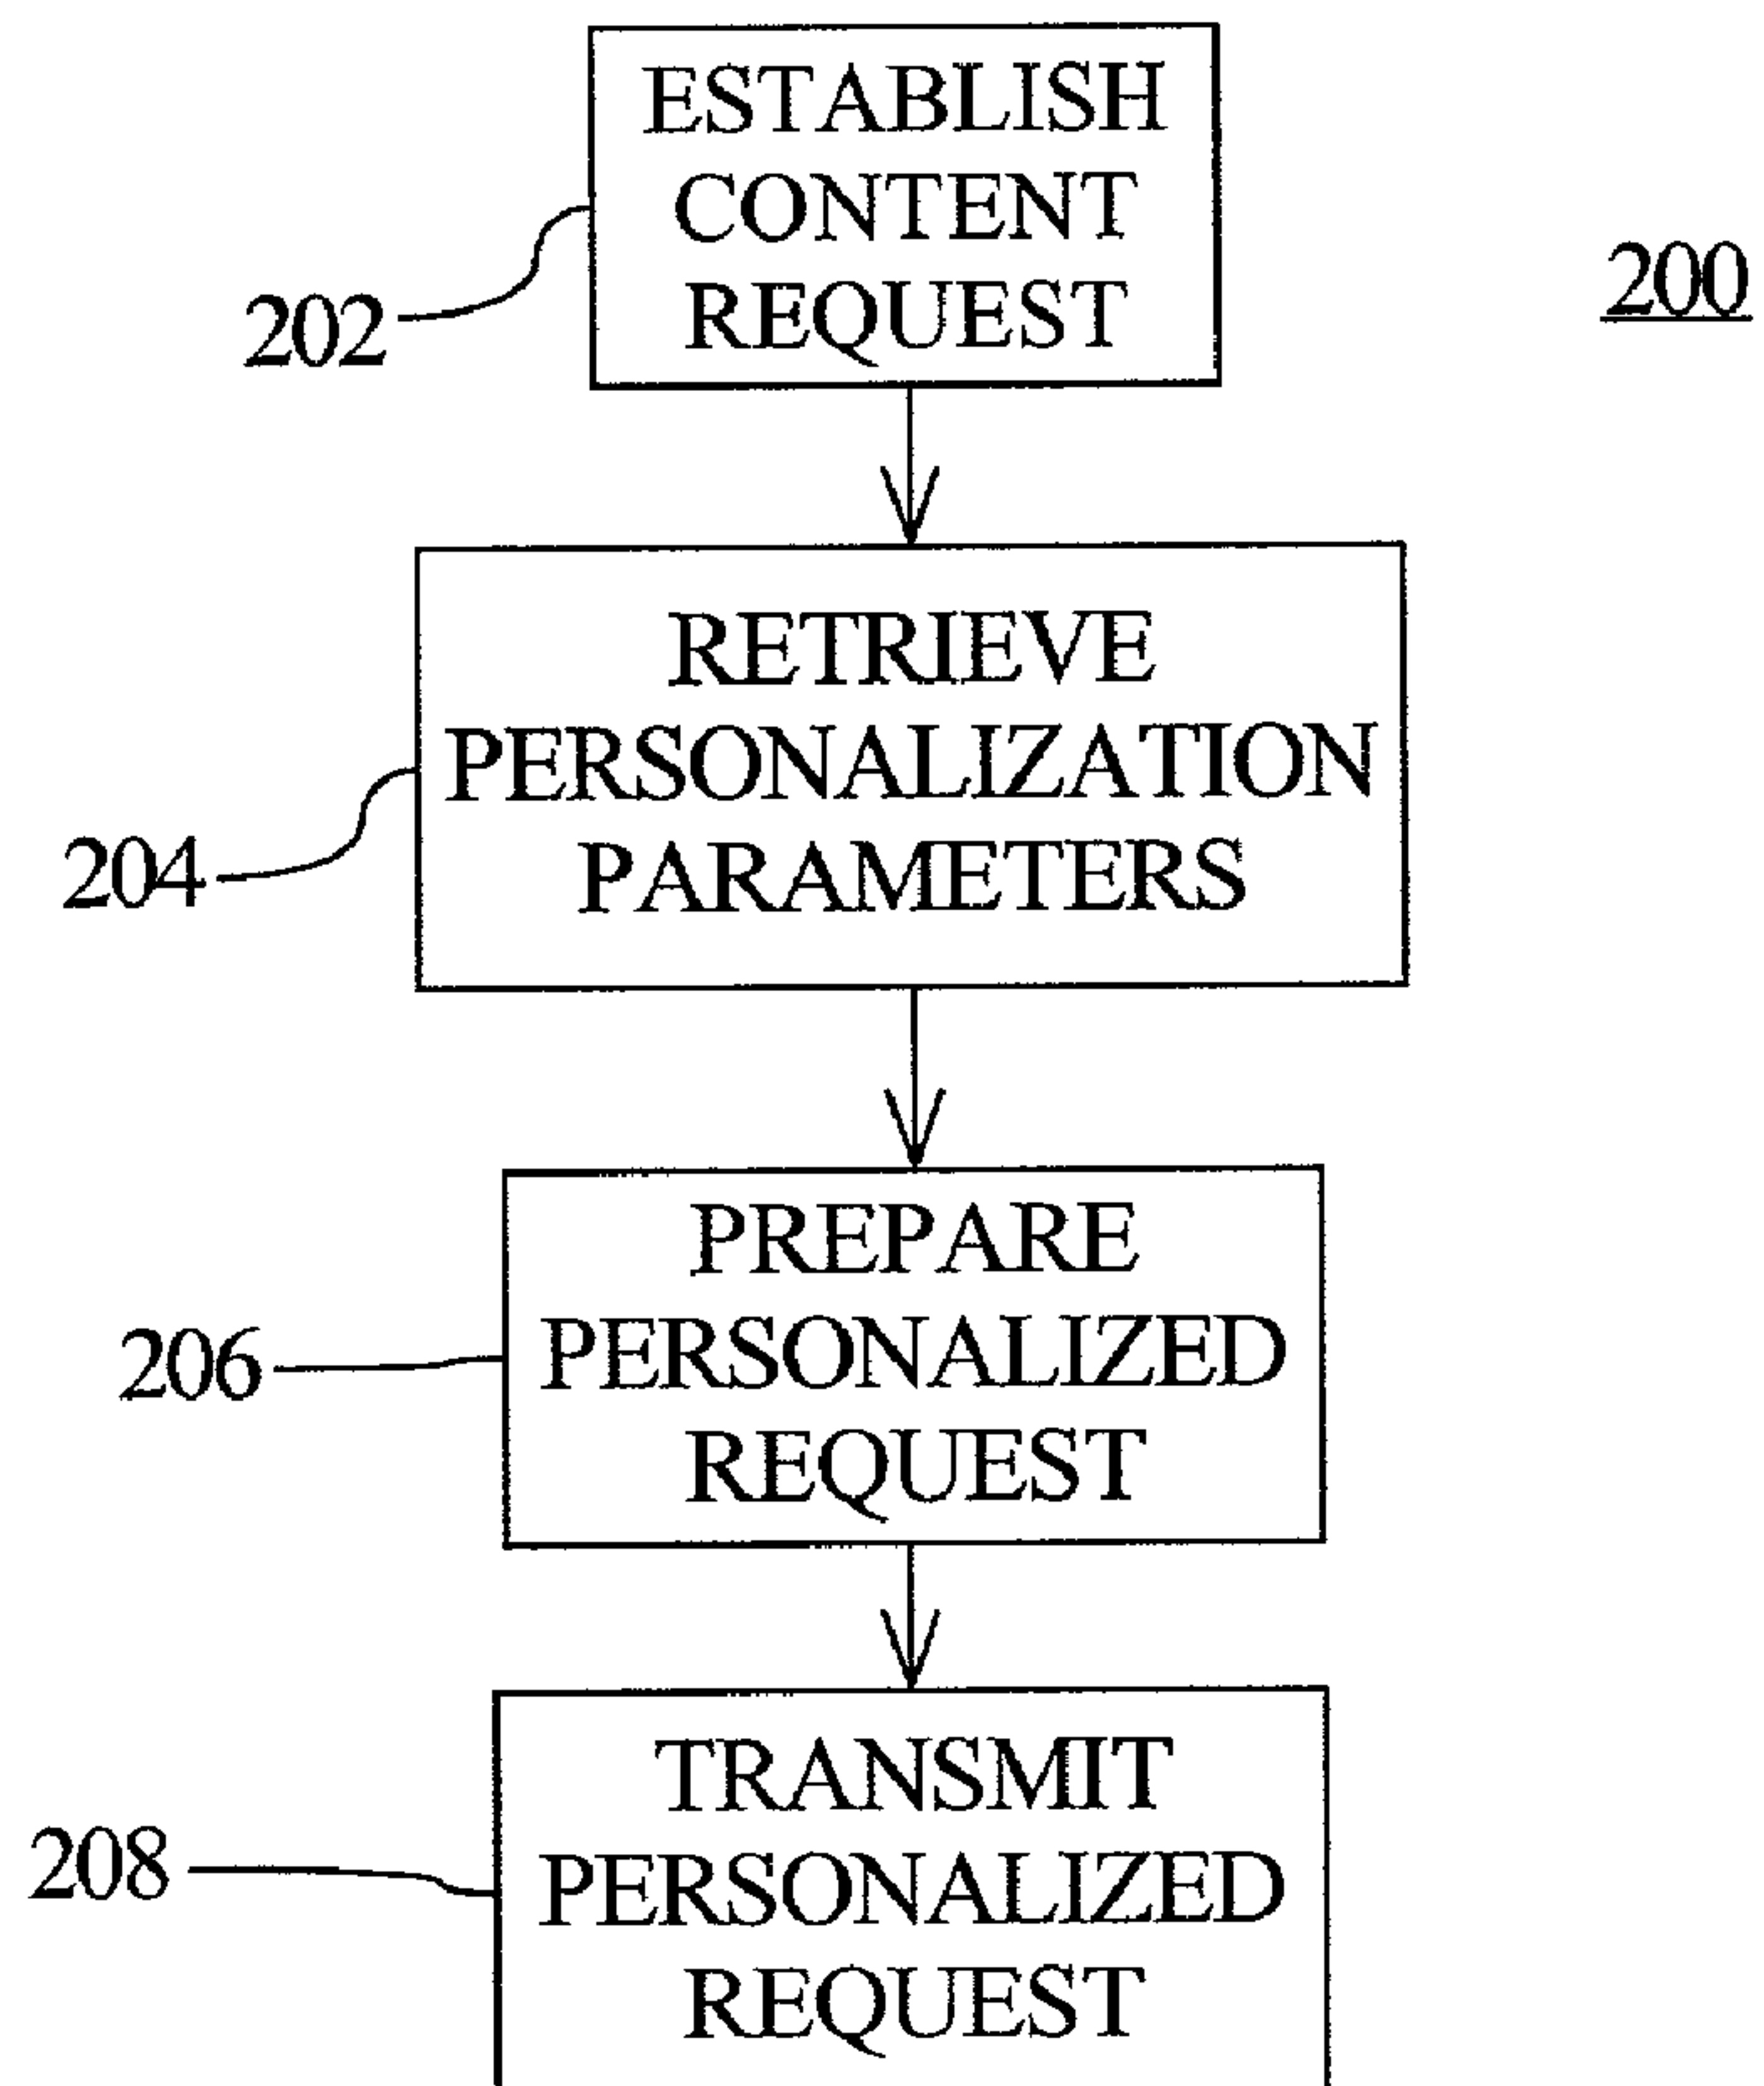 ESTABLISH
CONTENT
REQUEST
200
202
RETRIEVE
PERSONALIZATION
PARAMETERS
204
PREPARE
PERSONALIZED
REQUEST
206
TRANSMIT
PERSONALIZED
REQUEST
208